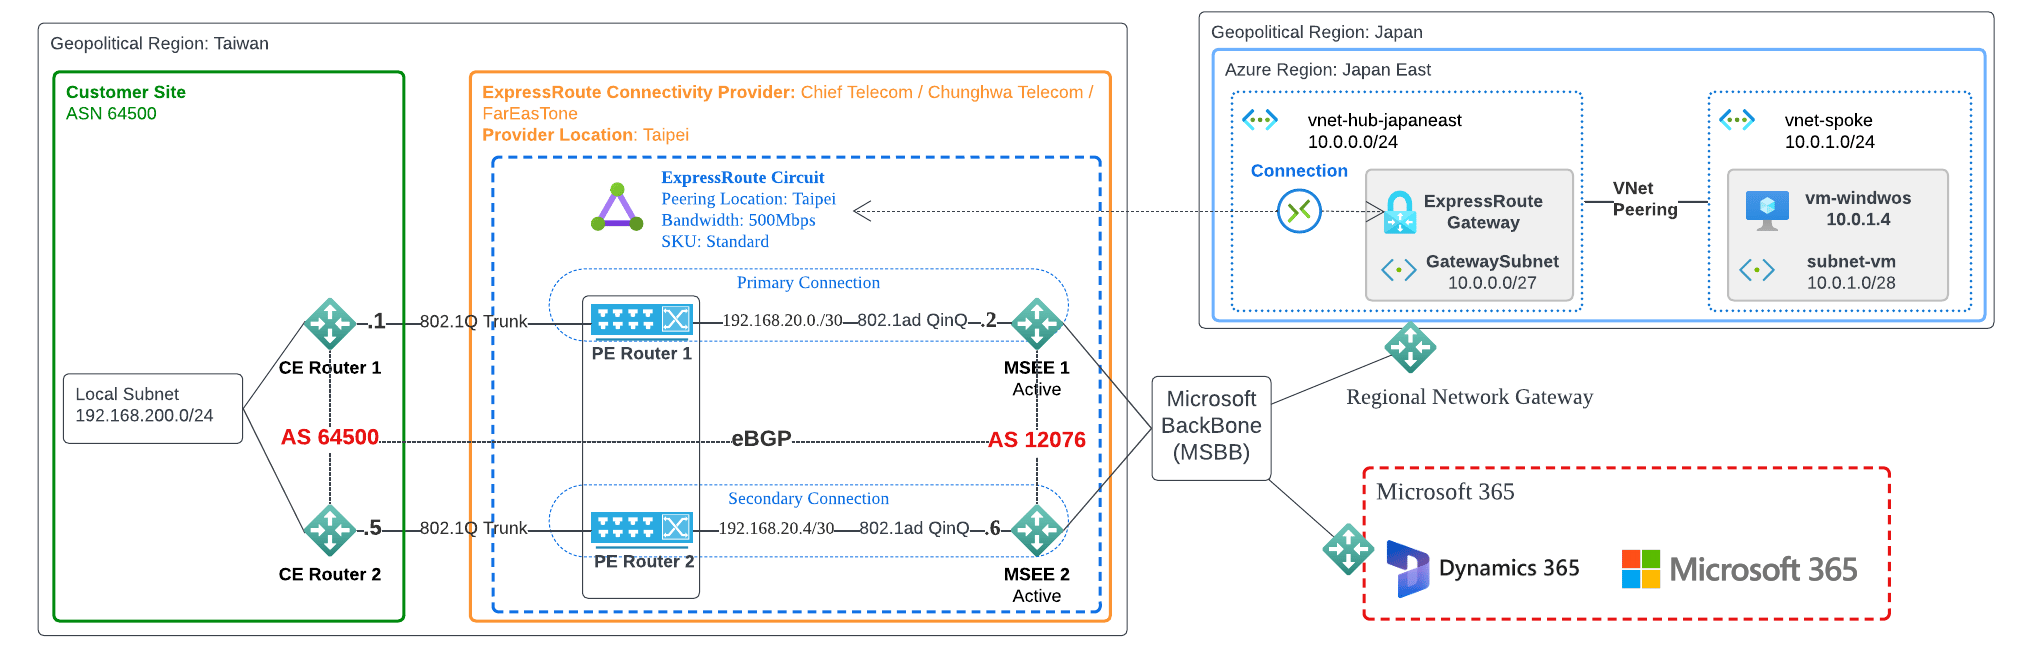 Geopolitical Region: Taiwan
Customer Site
ASN 64500
ExpressRoute Connectivity Provider: Chief Telecom / Chunghwa Telecom /
FarEasTone
Provider Location: Taipei
ExpressRoute Circuit
Peering Location: Taipei
Bandwidth: 500Mbps
SKU: Standard
Primary Connection
.1
802.1Q Trunk
192.168.20.0./30
802.1ad QinQ
.2
PE Router 1
CE Router 1
MSEE 1
Active
Local Subnet
192.168.200.0/24
AS 64500
eBGP
AS 12076
Secondary Connection
.5
802.1Q Trunk
192.168.20.4/30
802.1ad QinQ
.6
PE Router 2
CE Router 2
MSEE 2
Active
Geopolitical Region: Japan
Azure Region: Japan East
vnet-hub-japaneast
10.0.0.0/24
Connection
ExpressRoute
Gateway
GatewaySubnet
10.0.0.0/27
VNet
Peering
vnet-spoke
10.0.1.0/24
vm-windwos
10.0.1.4
subnet-vm
10.0.1.0/28
Microsoft
BackBone
(MSBB)
Regional Network Gateway
Microsoft 365
Dynamics 365
Microsoft 365